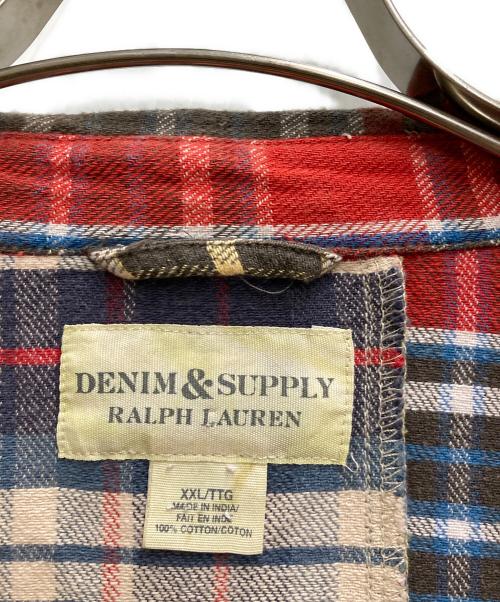 DENIM & SUPPLY
RALPH LAUREN
XXL/TTG
MADE IN INDIA/
FAIT EN INDE
100% COTTON/COTON